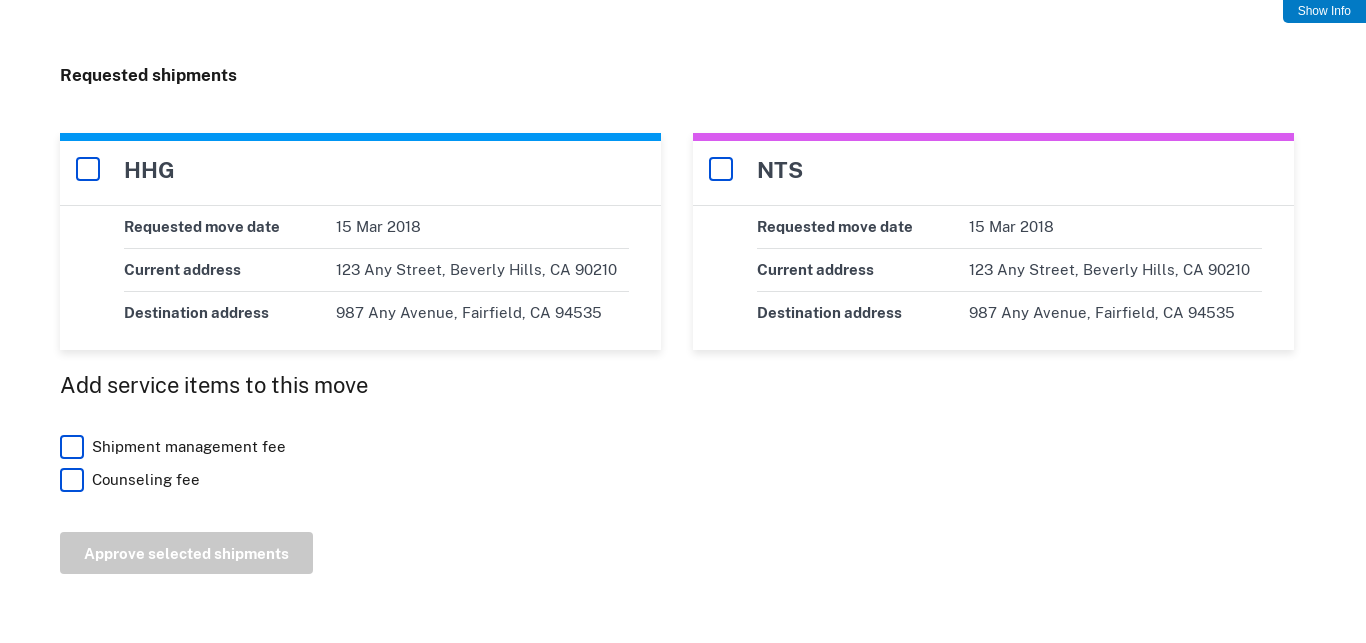 Show Info
Requested shipments
HHG
Requested move date 15 Mar 2018
Current address 123 Any Street, Beverly Hills, CA 90210
Destination address 987 Any Avenue, Fairfield, CA 94535
NTS
Requested move date 15 Mar 2018
Current address 123 Any Street, Beverly Hills, CA 90210
Destination address 987 Any Avenue, Fairfield, CA 94535
Add service items to this move
Shipment management fee
Counseling fee
Approve selected shipments